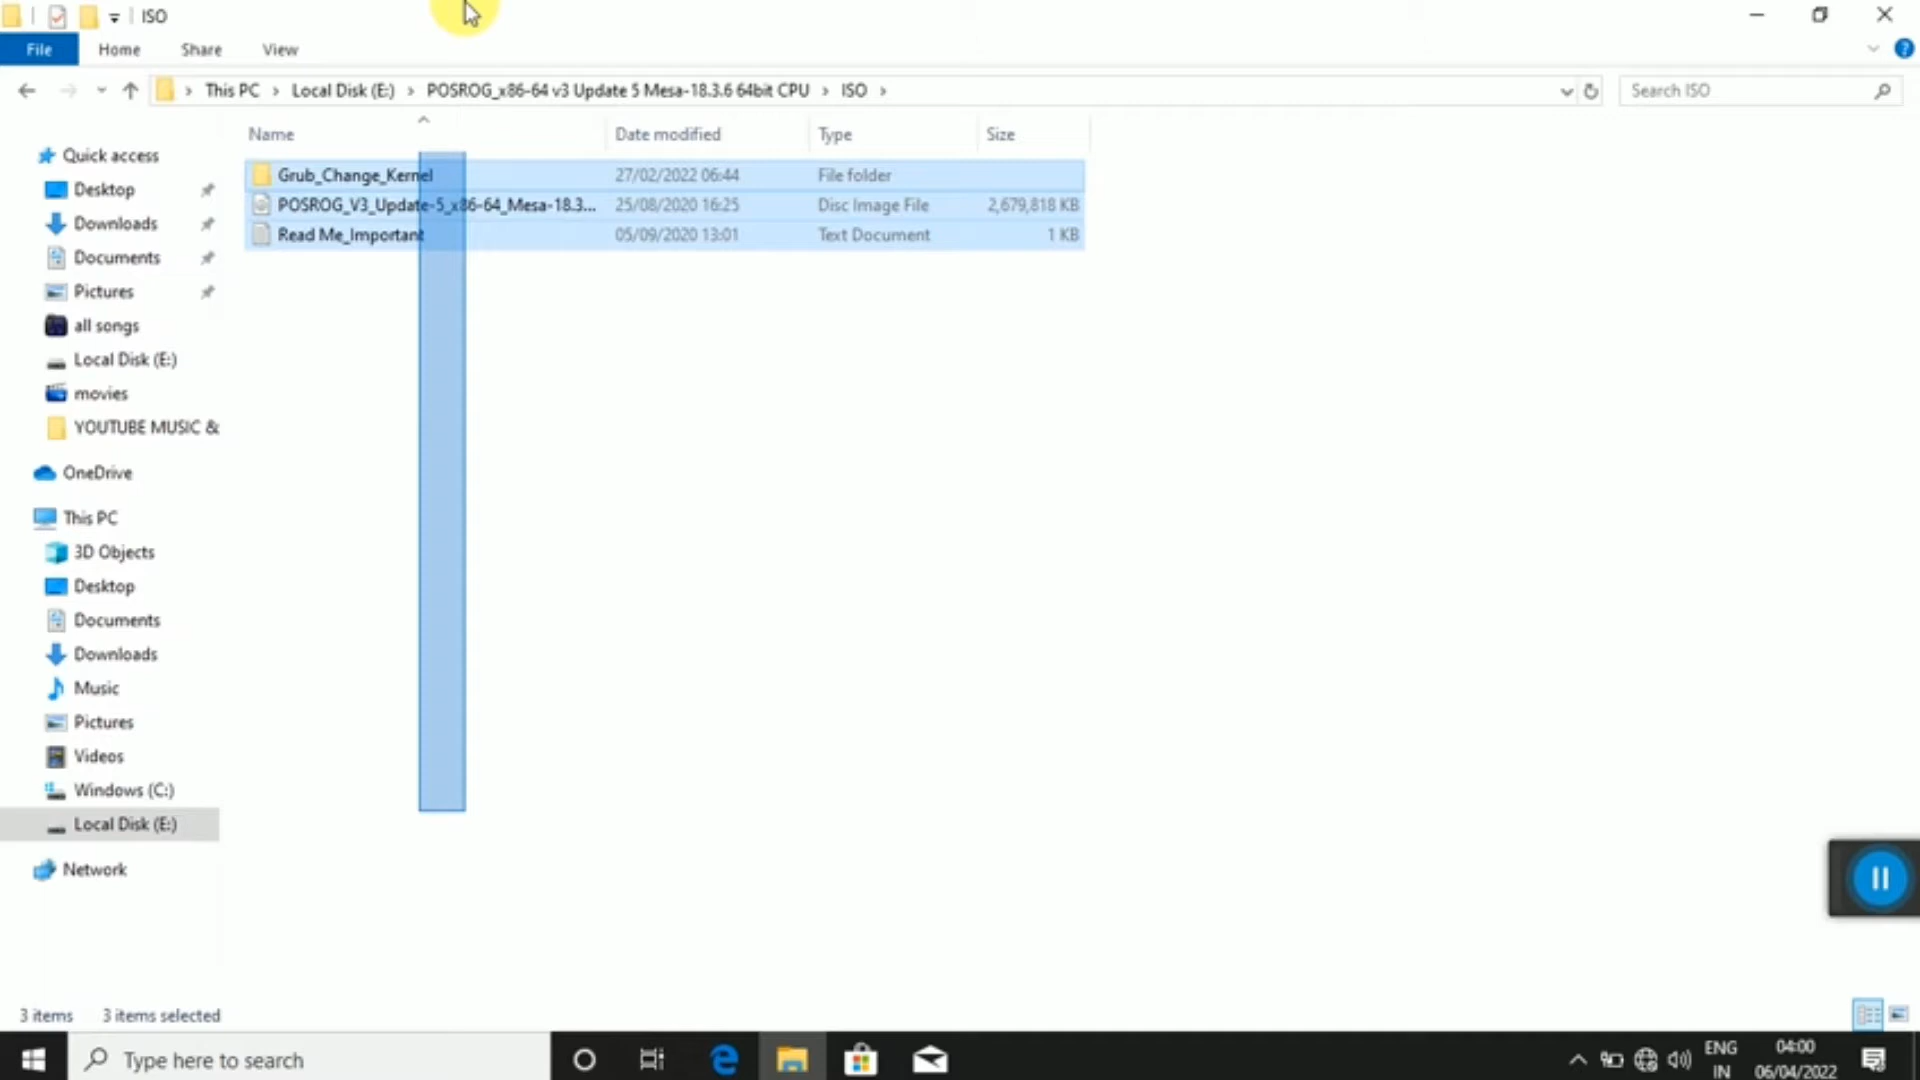 ISO
File Home Share View
This PC > Local Disk (E:) > POSROG_x86-64 v3 Update 5 Mesa-18.3.6 64bit CPU > ISO >
Search ISO
Name Date modified Type Size
Grub_Change_Kernel 27/02/2022 06:44 File folder
POSROG_V3_Update-5_x86-64_Mesa-18.3... 25/08/2020 16:25 Disc Image File 2,679,818 KB
Read Me_Important 05/09/2020 13:01 Text Document 1 KB
Quick access
Desktop
Downloads
Documents
Pictures
all songs
Local Disk (E:)
movies
YOUTUBE MUSIC &
OneDrive
This PC
3D Objects
Desktop
Documents
Downloads
Music
Pictures
Videos
Windows (C:)
Local Disk (E:)
Network
3 items 3 items selected
Type here to search
ENG
IN
04:00
06/04/2022